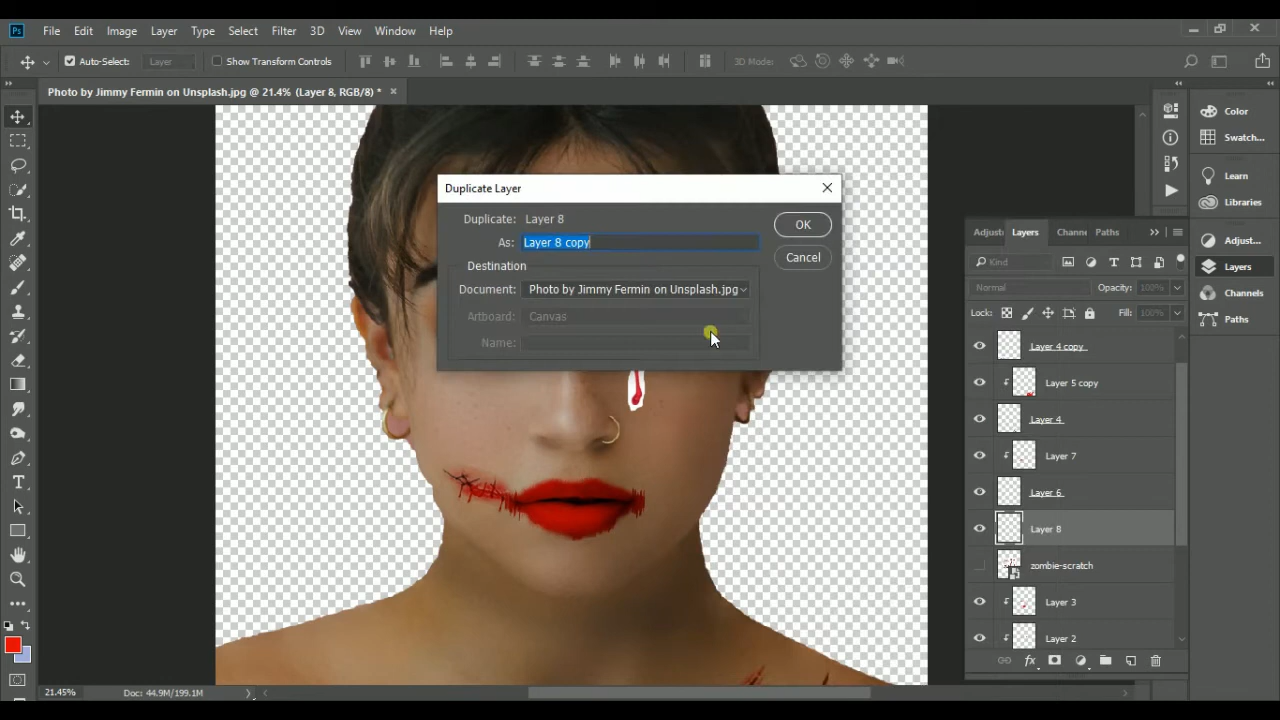 Ps File Edit Image Layer Type Select Filter 3D View Window Help
Auto-Select: Layer Show Transform Controls 3D Mode:
Photo by Jimmy Fermin on Unsplash.jpg @ 21.4% (Layer 8, RGB/8) *
Color
Swatch...
Learn
Libraries
Adjust...
Layers
Channels
Paths
Duplicate Layer
Duplicate: Layer 8
As: Layer 8 copy
Destination
Document: Photo by Jimmy Fermin on Unsplash.jpg
Artboard: Canvas
Name:
OK
Cancel
Adjust Layers Chann Paths
Kind
Normal Opacity: 100%
Lock: Fill: 100%
Layer 4 copy
Layer 5 copy
Layer 4
Layer 7
Layer 6
Layer 8
zombie-scratch
Layer 3
Layer 2
fx
21.45% Doc: 44.9M/199.1M